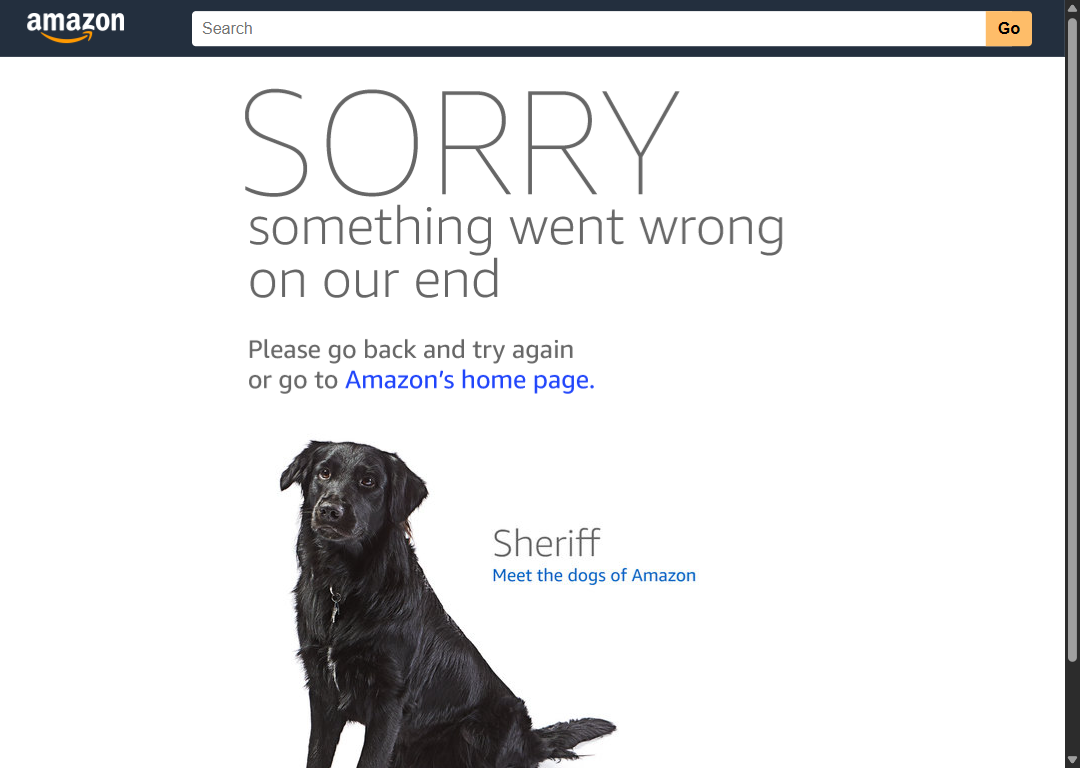 amazon
Search
Go
SORRY
something went wrong
on our end
Please go back and try again
or go to Amazon’s home page.
Sheriff
Meet the dogs of Amazon